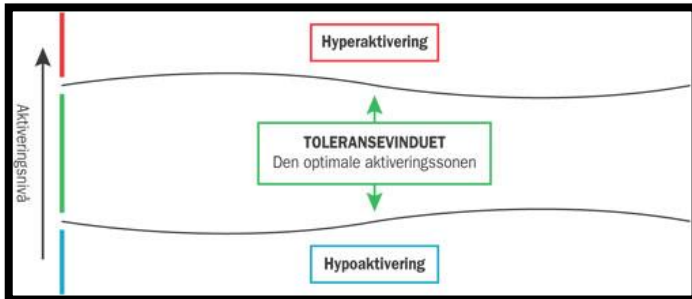 Hyperaktivering
Aktiveringsnivå
TOLERANSEVINDUET
Den optimale aktiveringssonen
Hypoaktivering